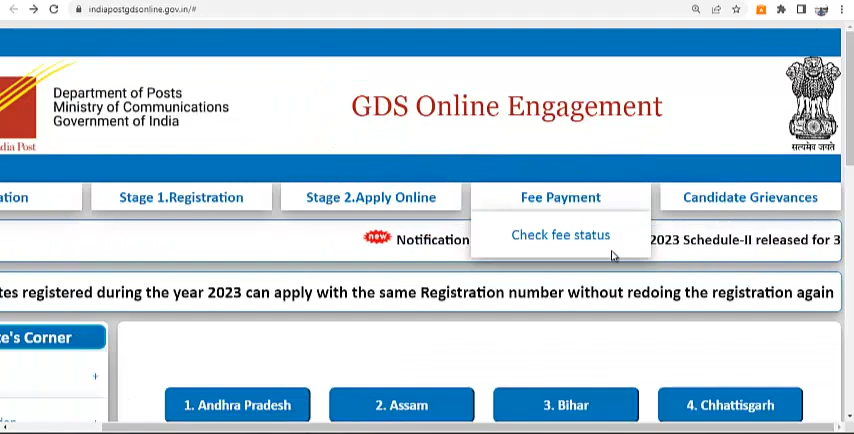 indiapostgdsonline.gov.in/#
Department of Posts
Ministry of Communications
Government of India
GDS Online Engagement
dia Post
सत्यमेव जयते
ation
Stage 1.Registration
Stage 2.Apply Online
Fee Payment
Candidate Grievances
Check fee status
new Notification
2023 Schedule-II released for 3
tes registered during the year 2023 can apply with the same Registration number without redoing the registration again
te's Corner
+
1. Andhra Pradesh
2. Assam
3. Bihar
4. Chhattisgarh